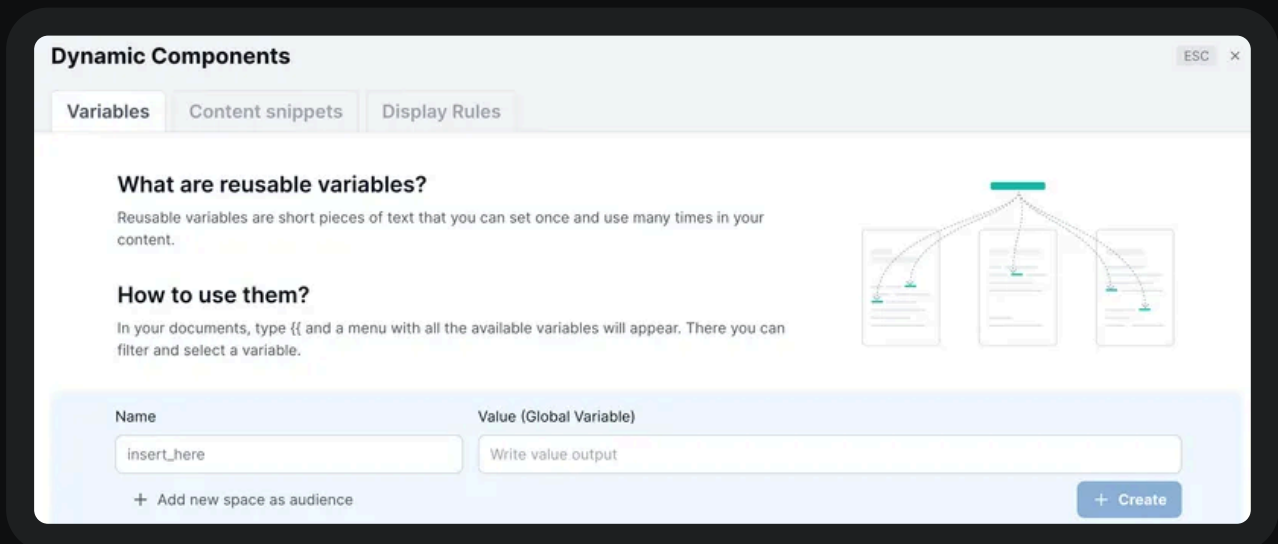 Dynamic Components
ESC ×
Variables Content snippets Display Rules
What are reusable variables?
Reusable variables are short pieces of text that you can set once and use many times in your
content.
How to use them?
In your documents, type {{ and a menu with all the available variables will appear. There you can
filter and select a variable.
Name Value (Global Variable)
insert_here Write value output
+ Add new space as audience + Create